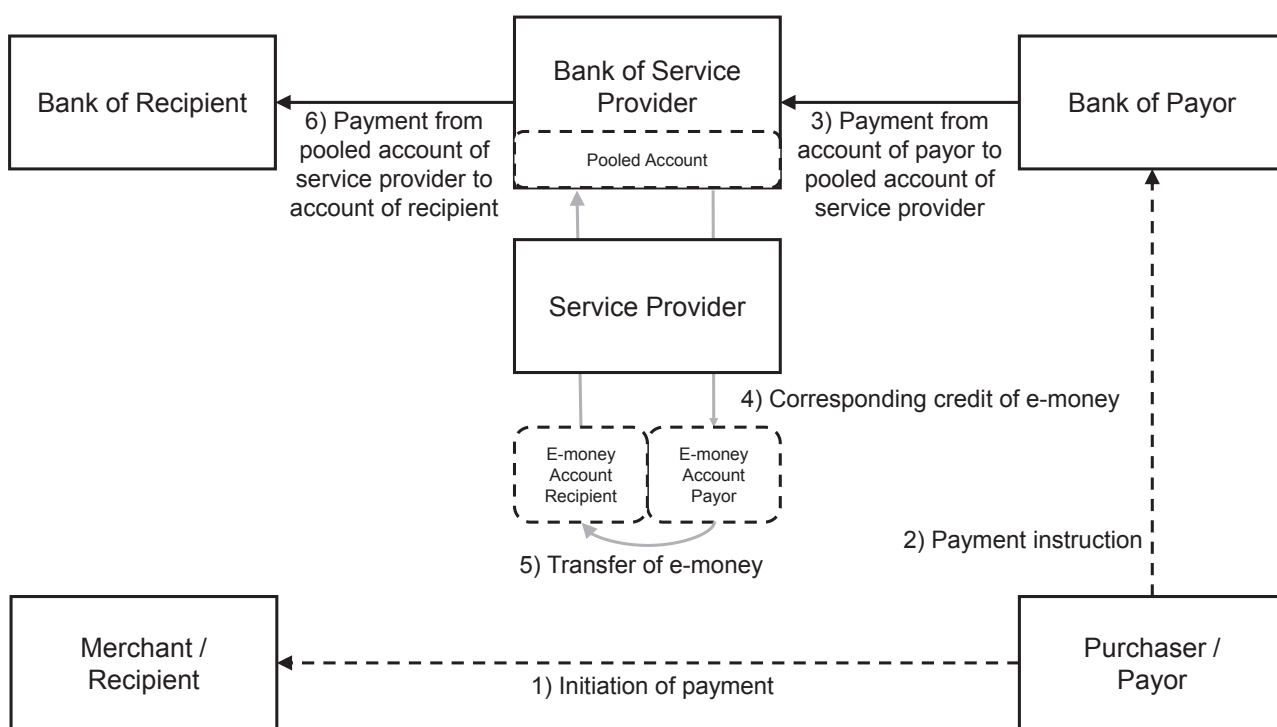 Bank of Recipient
6) Payment from
pooled account of
service provider to
account of recipient
Bank of Service
Provider
Pooled Account
3) Payment from
account of payor to
pooled account of
service provider
Bank of Payor
Service Provider
4) Corresponding credit of e-money
E-money
Account
Recipient
E-money
Account
Payor
5) Transfer of e-money
2) Payment instruction
Merchant /
Recipient
1) Initiation of payment
Purchaser /
Payor